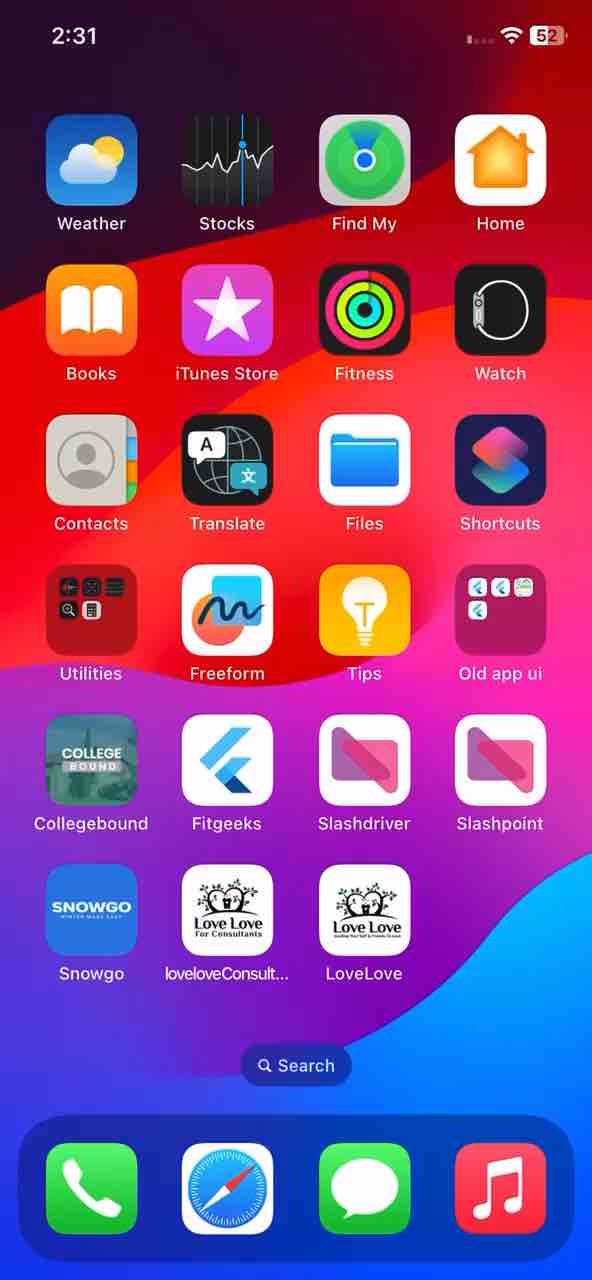 2:31
52
Weather
Stocks
Find My
Home
Books
iTunes Store
Fitness
Watch
A
文
Contacts
Translate
Files
Shortcuts
Utilities
Freeform
Tips
Old app ui
COLLEGE
BOUND
Collegebound
Fitgeeks
Slashdriver
Slashpoint
SNOWGO
WINTER MADE EASY
Love Love
For Consultants
Love Love
Snowgo
loveloveConsult...
LoveLove
Search